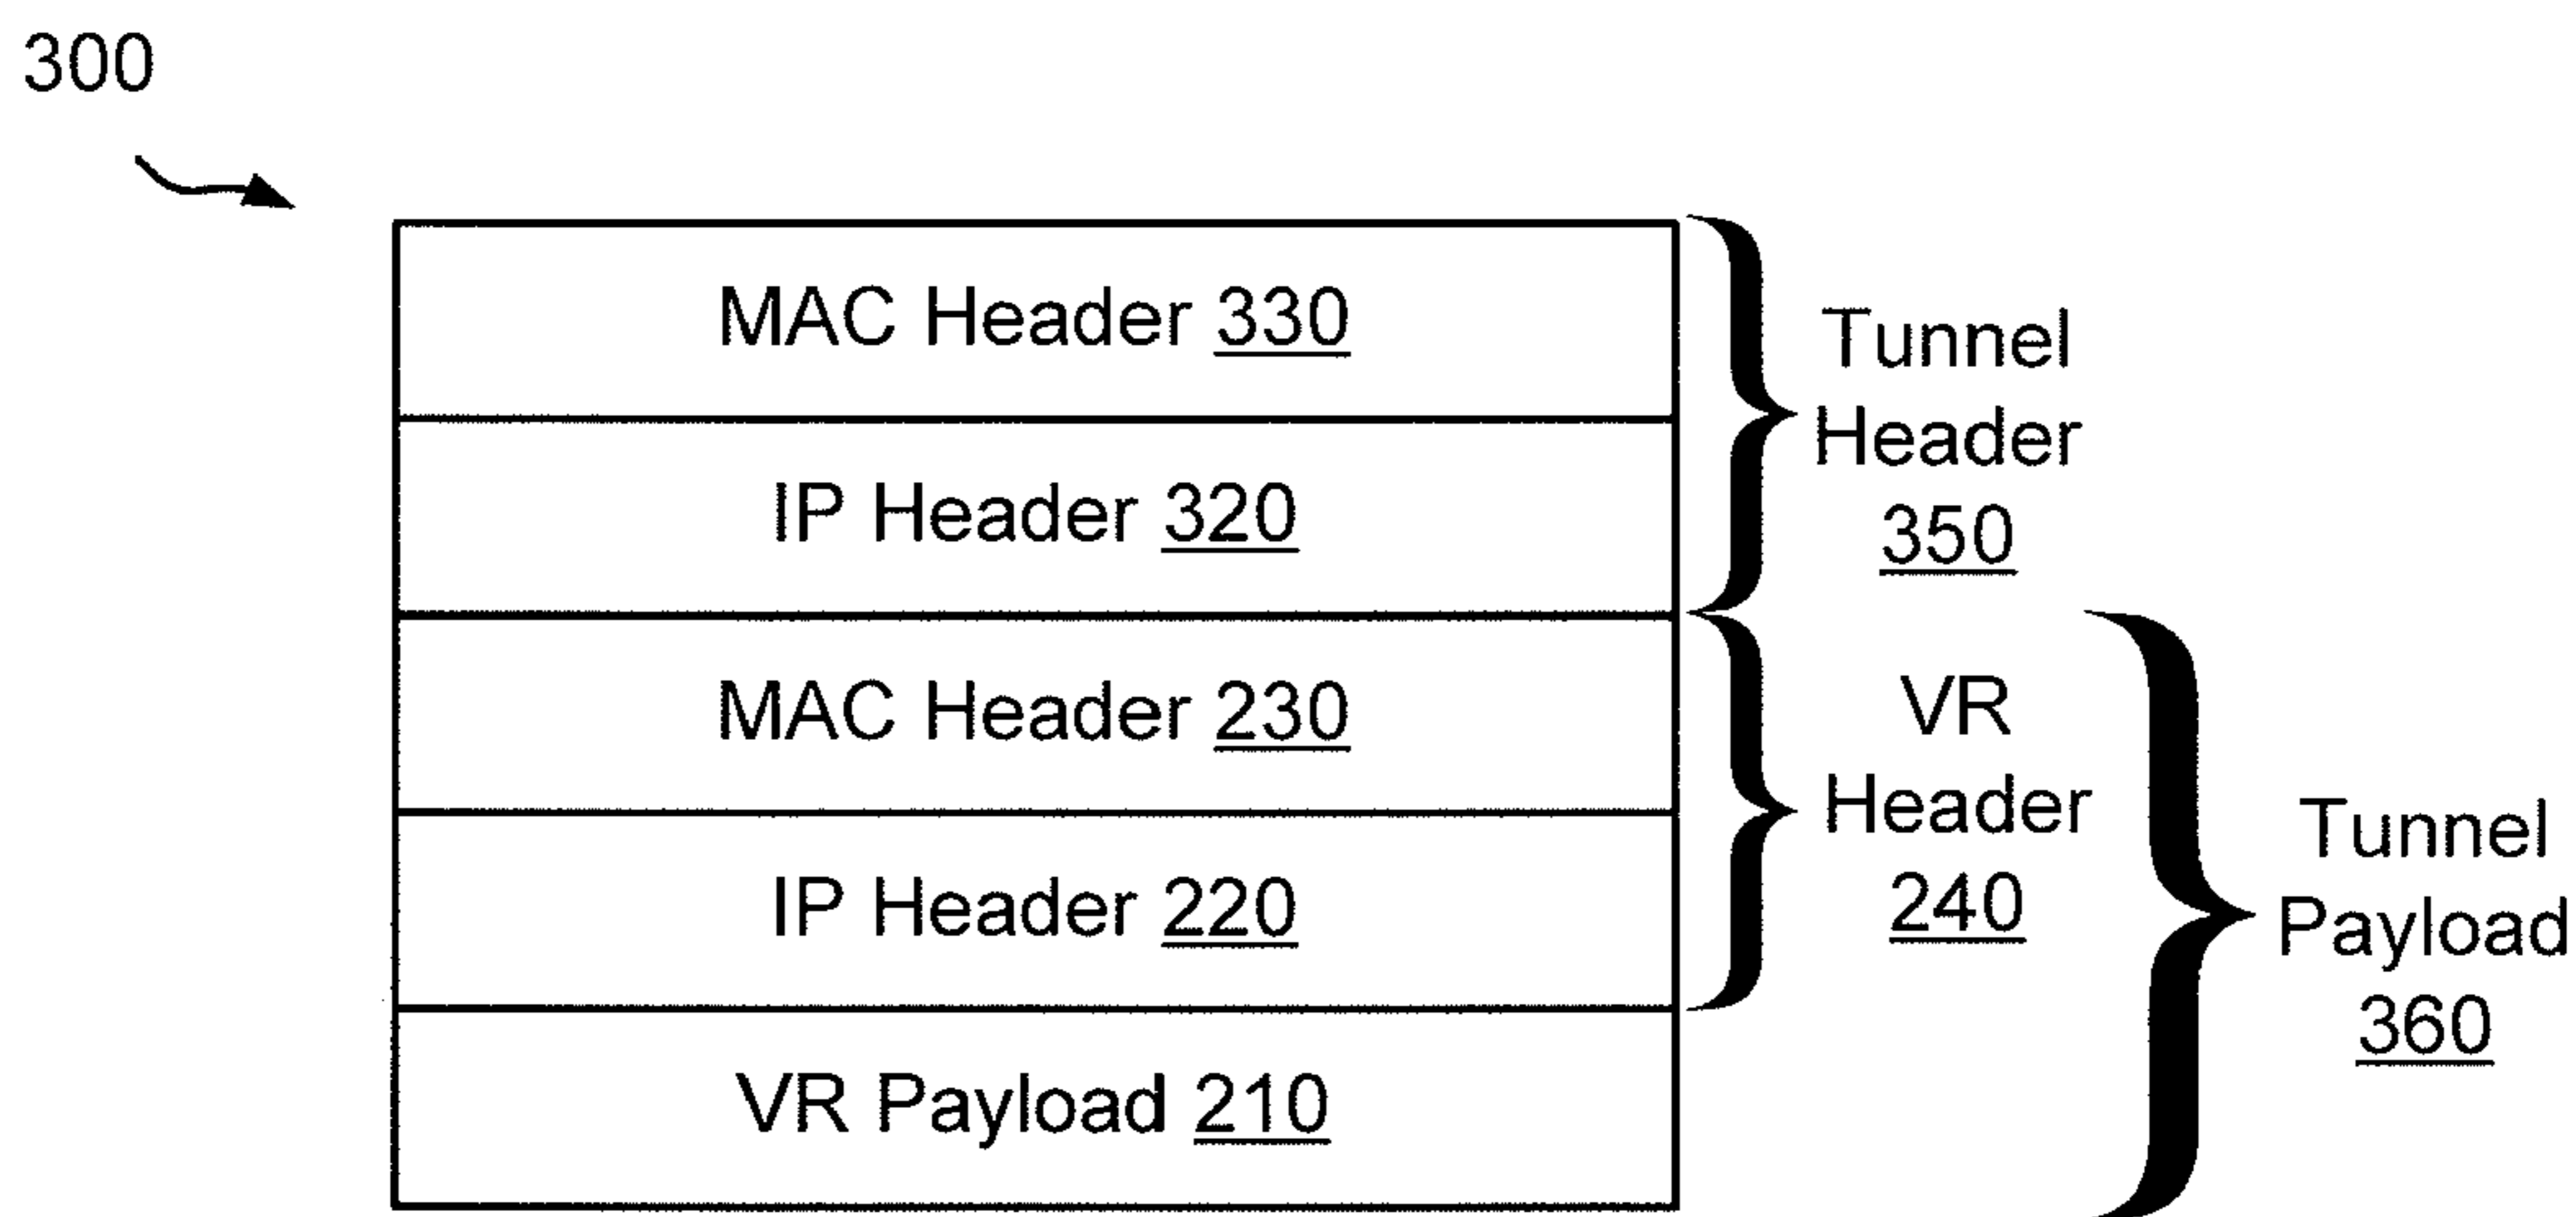 300
MAC Header 330
IP Header 320
Tunnel
Header
350
MAC Header 230
IP Header 220
VR
Header
240
VR Payload 210
Tunnel
Payload
360